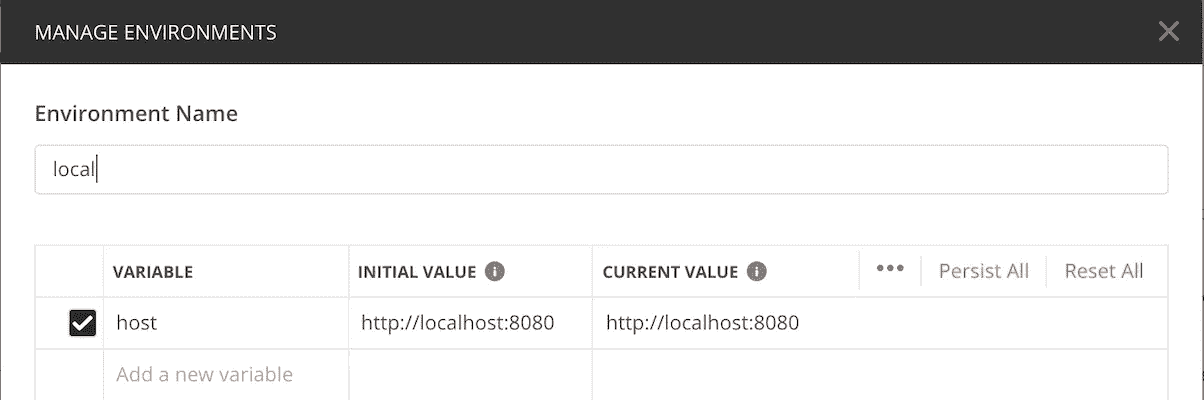 MANAGE ENVIRONMENTS
Environment Name
local
VARIABLE INITIAL VALUE CURRENT VALUE Persist All Reset All
host http://localhost:8080 http://localhost:8080
Add a new variable